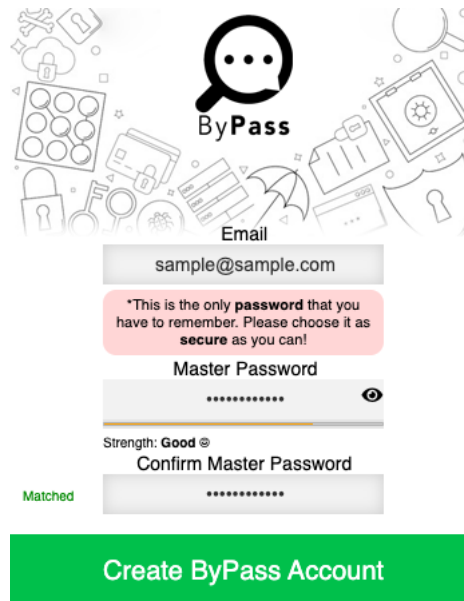 ByPass
Email
sample@sample.com
*This is the only password that you
have to remember. Please choose it as
secure as you can!
Master Password
••••••••••••
Strength: Good ☺
Confirm Master Password
Matched ••••••••••••
Create ByPass Account